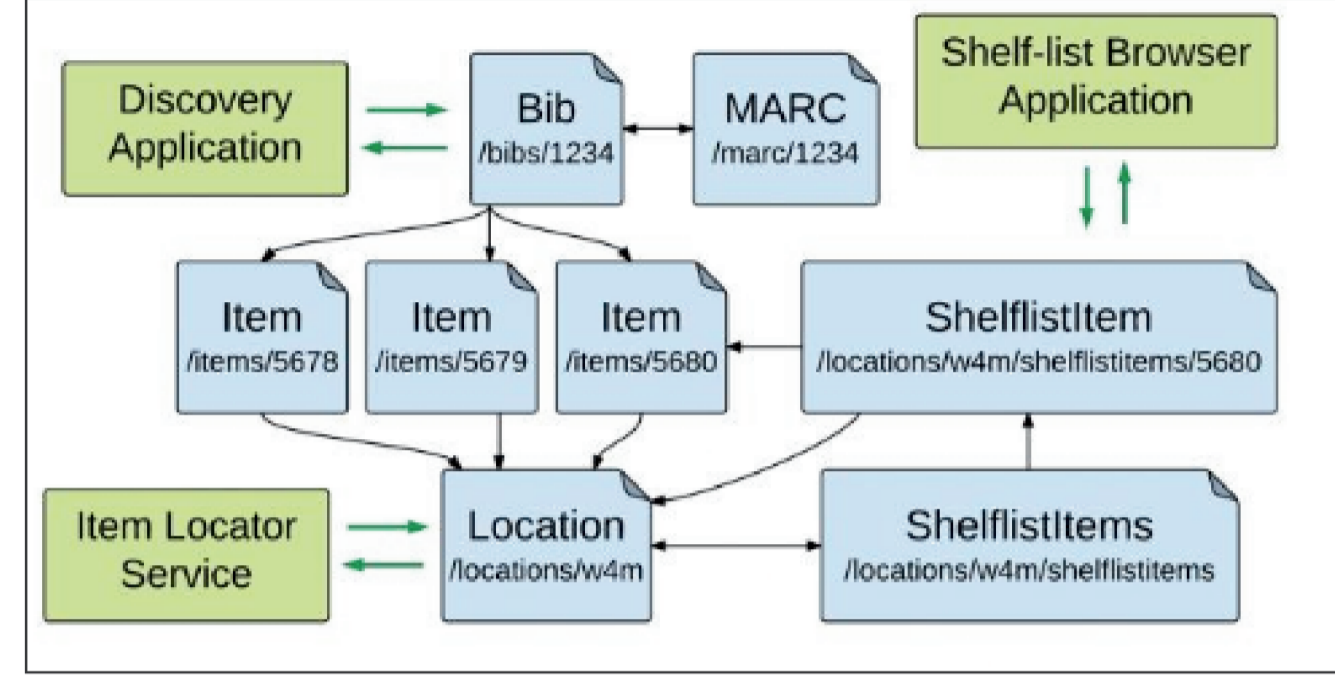 Discovery
Application
Bib
/bibs/1234
MARC
/marc/1234
Shelf-list Browser
Application
Item
/items/5678
Item
/items/5679
Item
/items/5680
ShelflistItem
/locations/w4m/shelflistitems/5680
Item Locator
Service
Location
/locations/w4m
ShelflistItems
/locations/w4m/shelflistitems